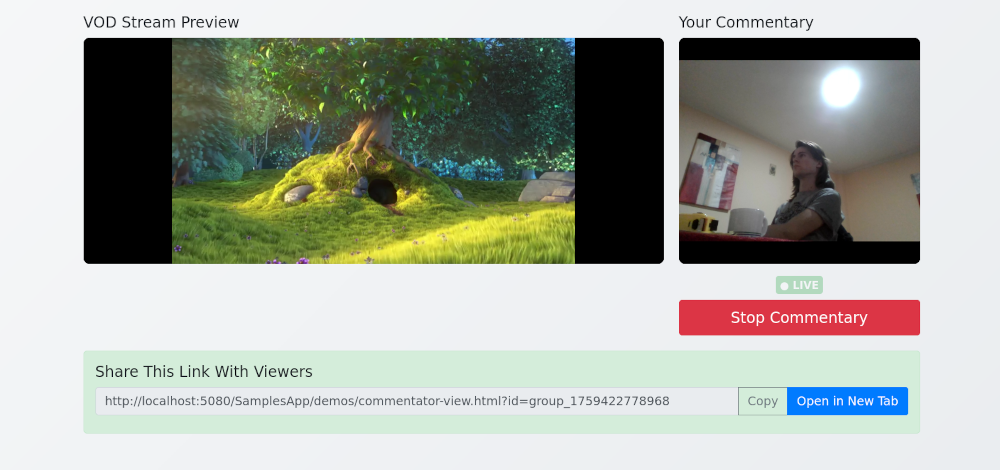 VOD Stream Preview
Your Commentary
LIVE
Stop Commentary
Share This Link With Viewers
http://localhost:5080/SamplesApp/demos/commentator-view.html?id=group_1759422778968
Copy
Open in New Tab